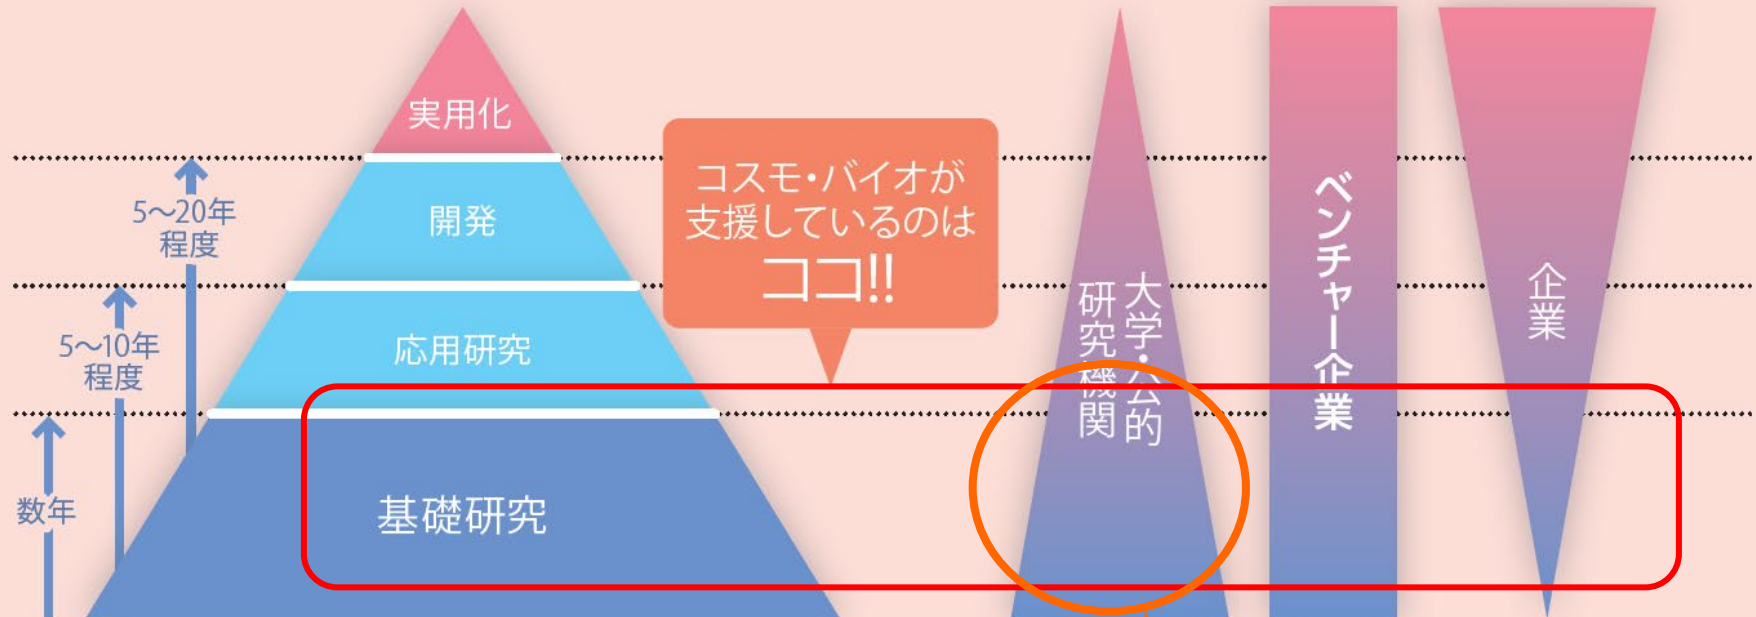 実用化
開発
応用研究
基礎研究
5～20年
程度
5～10年
程度
数年
コスモ・バイオが
支援しているのは
ココ!!
大学・公的
研究機関
ベンチャー企業
企業